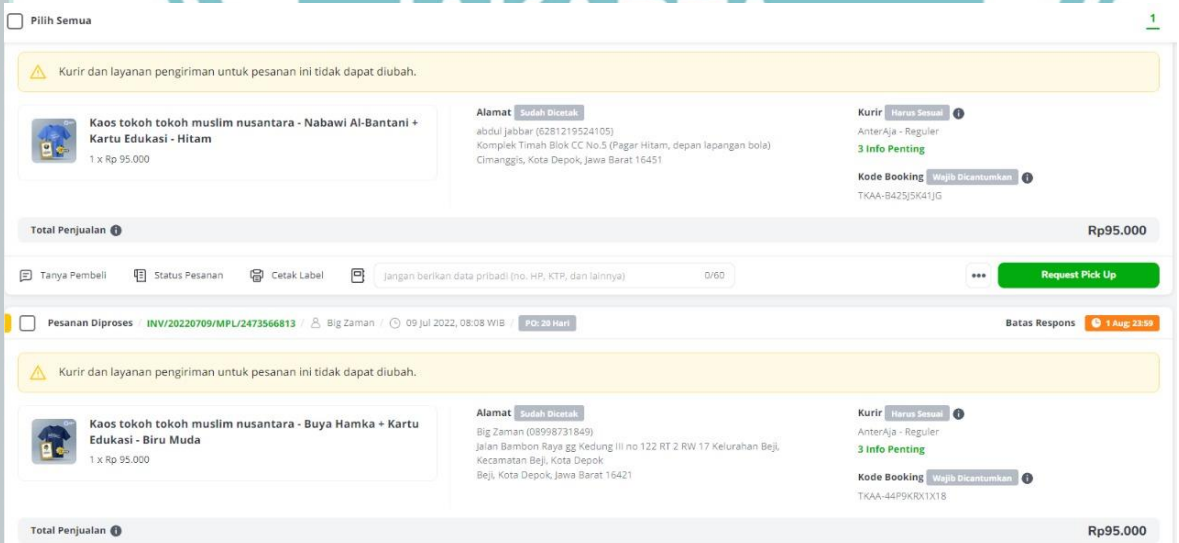 Pilih Semua
1
Kurir dan layanan pengiriman untuk pesanan ini tidak dapat diubah.
Kaos tokoh tokoh muslim nusantara - Nabawi Al-Bantani +
Kartu Edukasi - Hitam
1 x Rp 95.000
Alamat Sudah Dicetak
abdul jabbar (6281219524105)
Komplek Timah Blok CC No.5 (Pagar Hitam, depan lapangan bola)
Cimanggis, Kota Depok, Jawa Barat 16451
Kurir Harus Sesuai
AnterAja - Reguler
3 Info Penting
Kode Booking Wajib Dicantumkan
TKAA-B425J5K41JG
Total Penjualan
Rp95.000
Tanya Pembeli
Status Pesanan
Cetak Label
Jangan berikan data pribadi (no. HP, KTP, dan lainnya)
0/60
Request Pick Up
Pesanan Diproses / INV/20220709/MPL/2473566813 / Big Zaman / 09 Jul 2022, 08:08 WIB / PO: 20 Hari
Batas Respons 1 Aug; 23:59
Kurir dan layanan pengiriman untuk pesanan ini tidak dapat diubah.
Kaos tokoh tokoh muslim nusantara - Buya Hamka + Kartu
Edukasi - Biru Muda
1 x Rp 95.000
Alamat Sudah Dicetak
Big Zaman (08998731849)
Jalan Bambon Raya gg Kedung III no 122 RT 2 RW 17 Kelurahan Beji,
Kecamatan Beji, Kota Depok
Beji, Kota Depok, Jawa Barat 16421
Kurir Harus Sesuai
AnterAja - Reguler
3 Info Penting
Kode Booking Wajib Dicantumkan
TKAA-44P9KRX1X18
Total Penjualan
Rp95.000